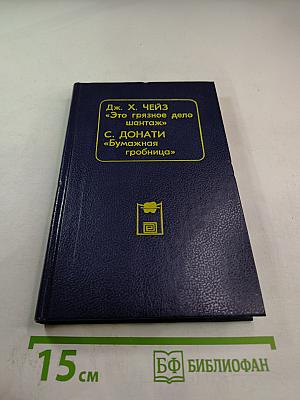 Дж. Х. ЧЕЙЗ
«Это грязное дело
шантаж»
С. ДОНАТИ
«Бумажная
гробница»
15 см
БФ БИБЛИОФАН